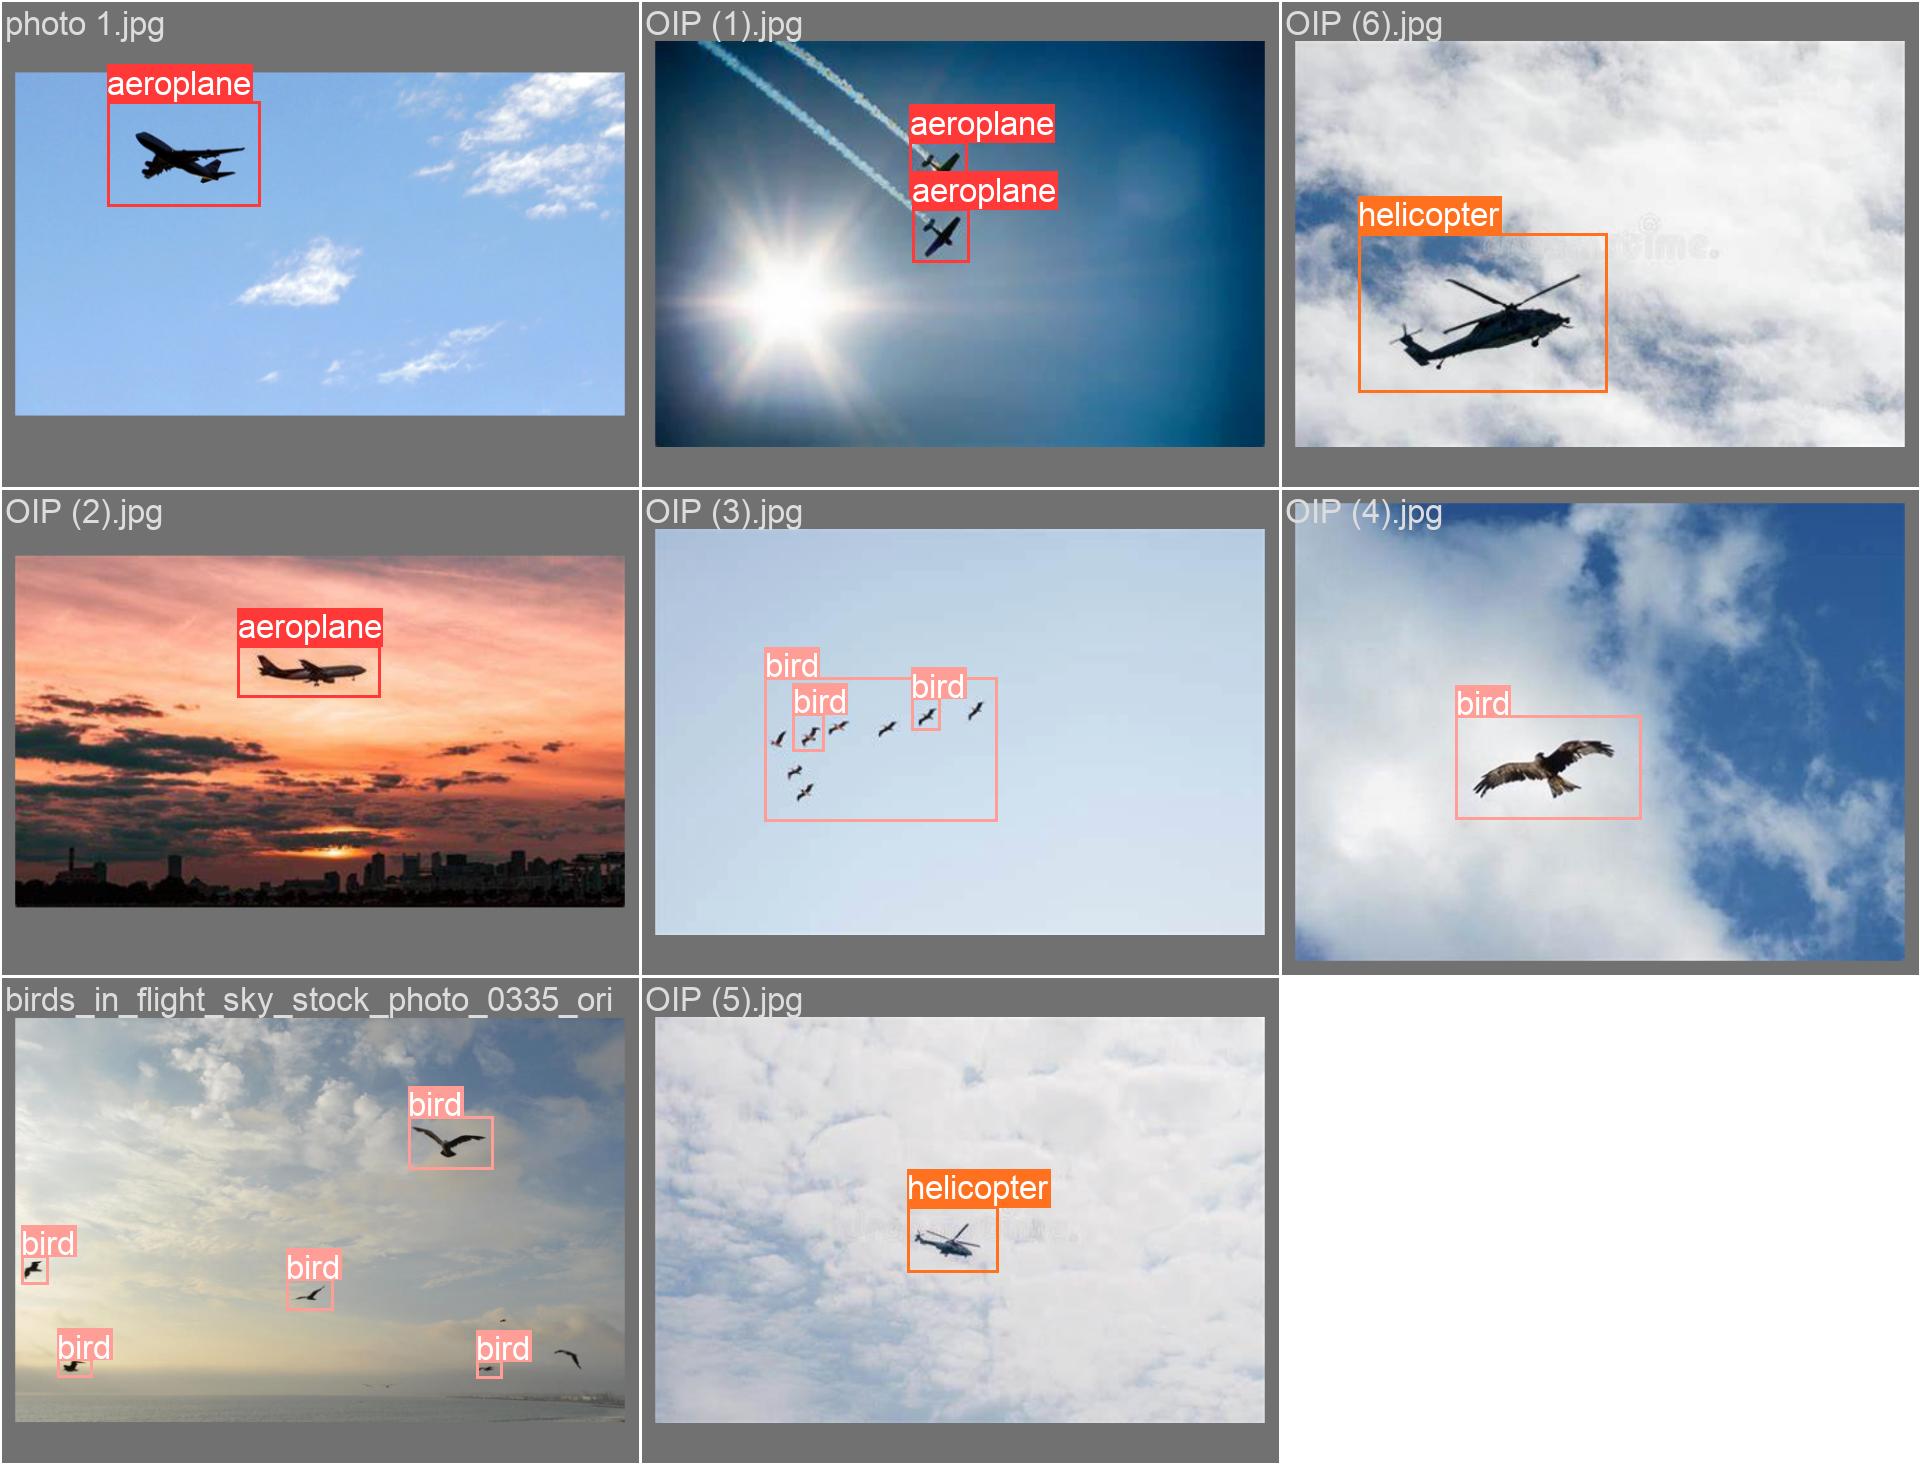 photo 1.jpg
aeroplane
OIP (1).jpg
aeroplane
aeroplane
OIP (6).jpg
helicopter
OIP (2).jpg
aeroplane
OIP (3).jpg
bird
bird
bird
OIP (4).jpg
bird
birds_in_flight_sky_stock_photo_0335_ori
bird
bird
bird
bird
bird
OIP (5).jpg
helicopter